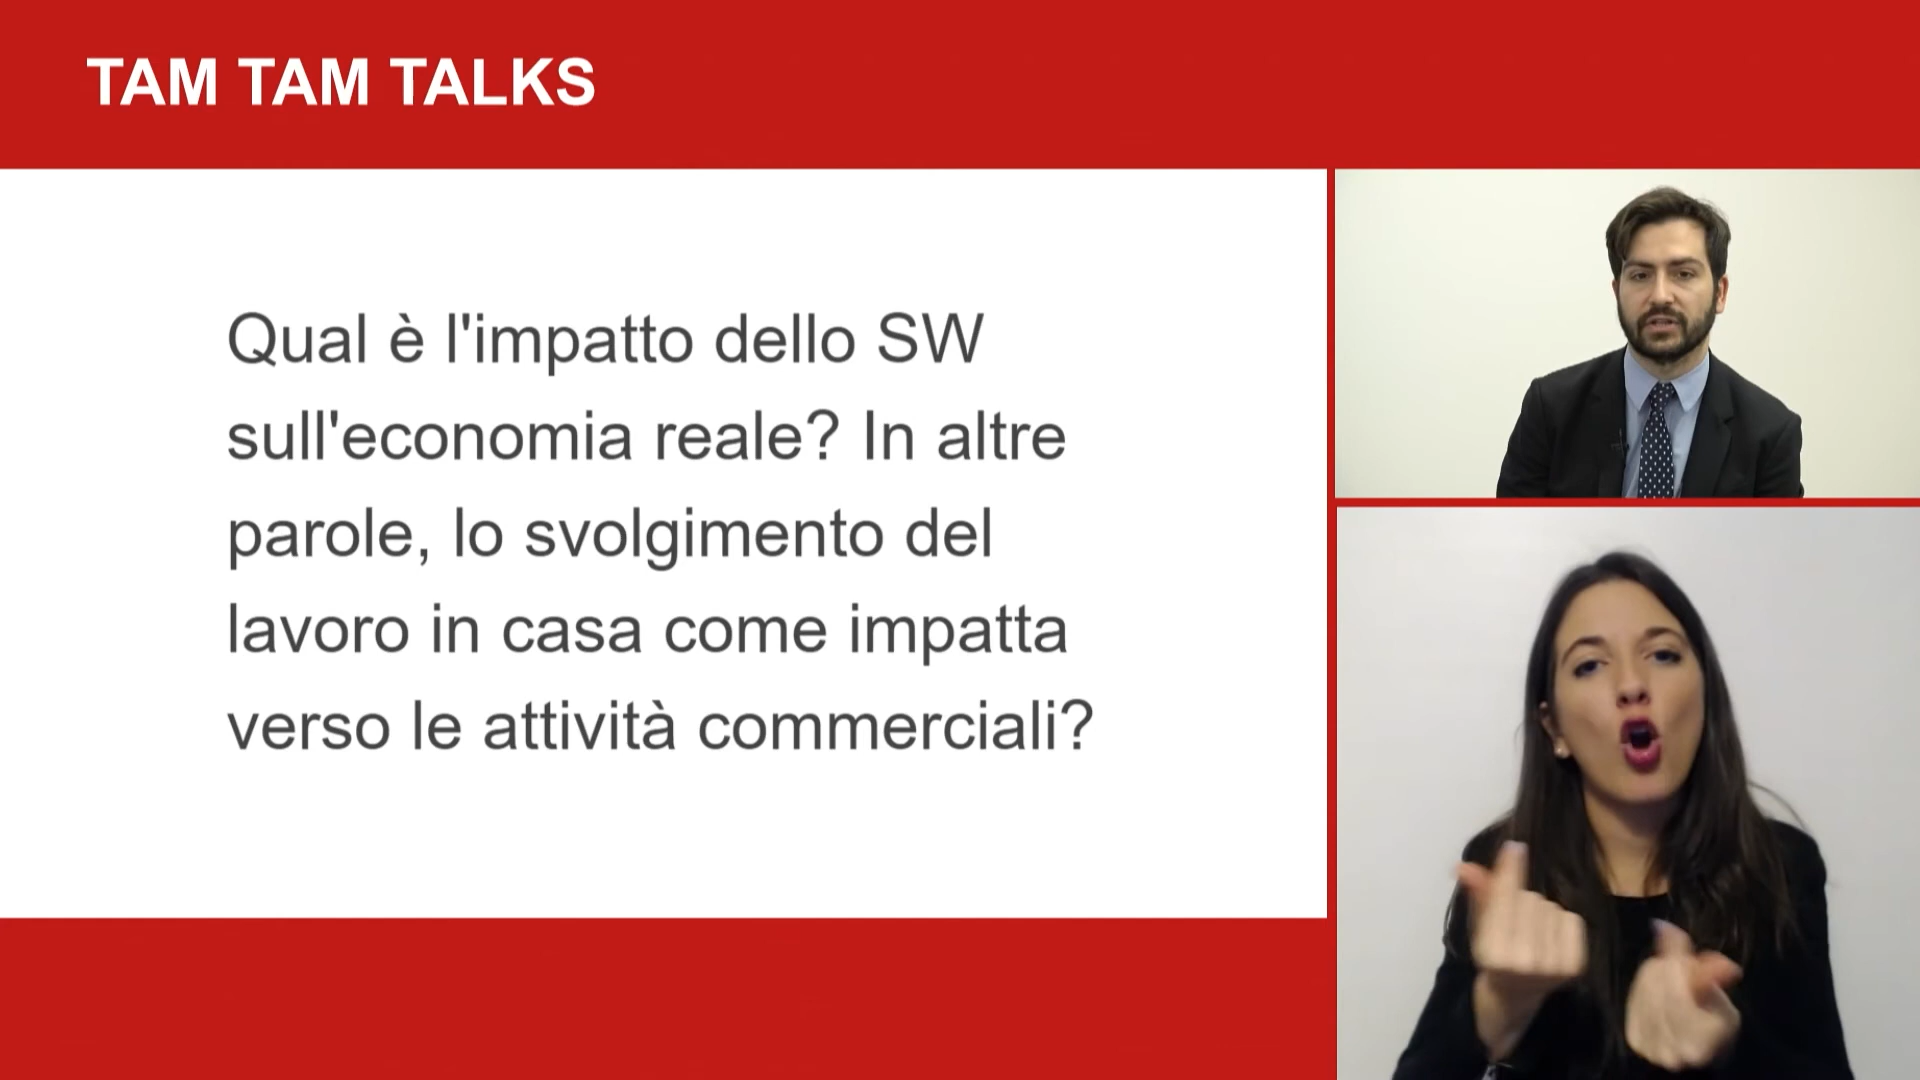 TAM TAM TALKS
Qual è l'impatto dello SW
sull'economia reale? In altre
parole, lo svolgimento del
lavoro in casa come impatta
verso le attività commerciali?